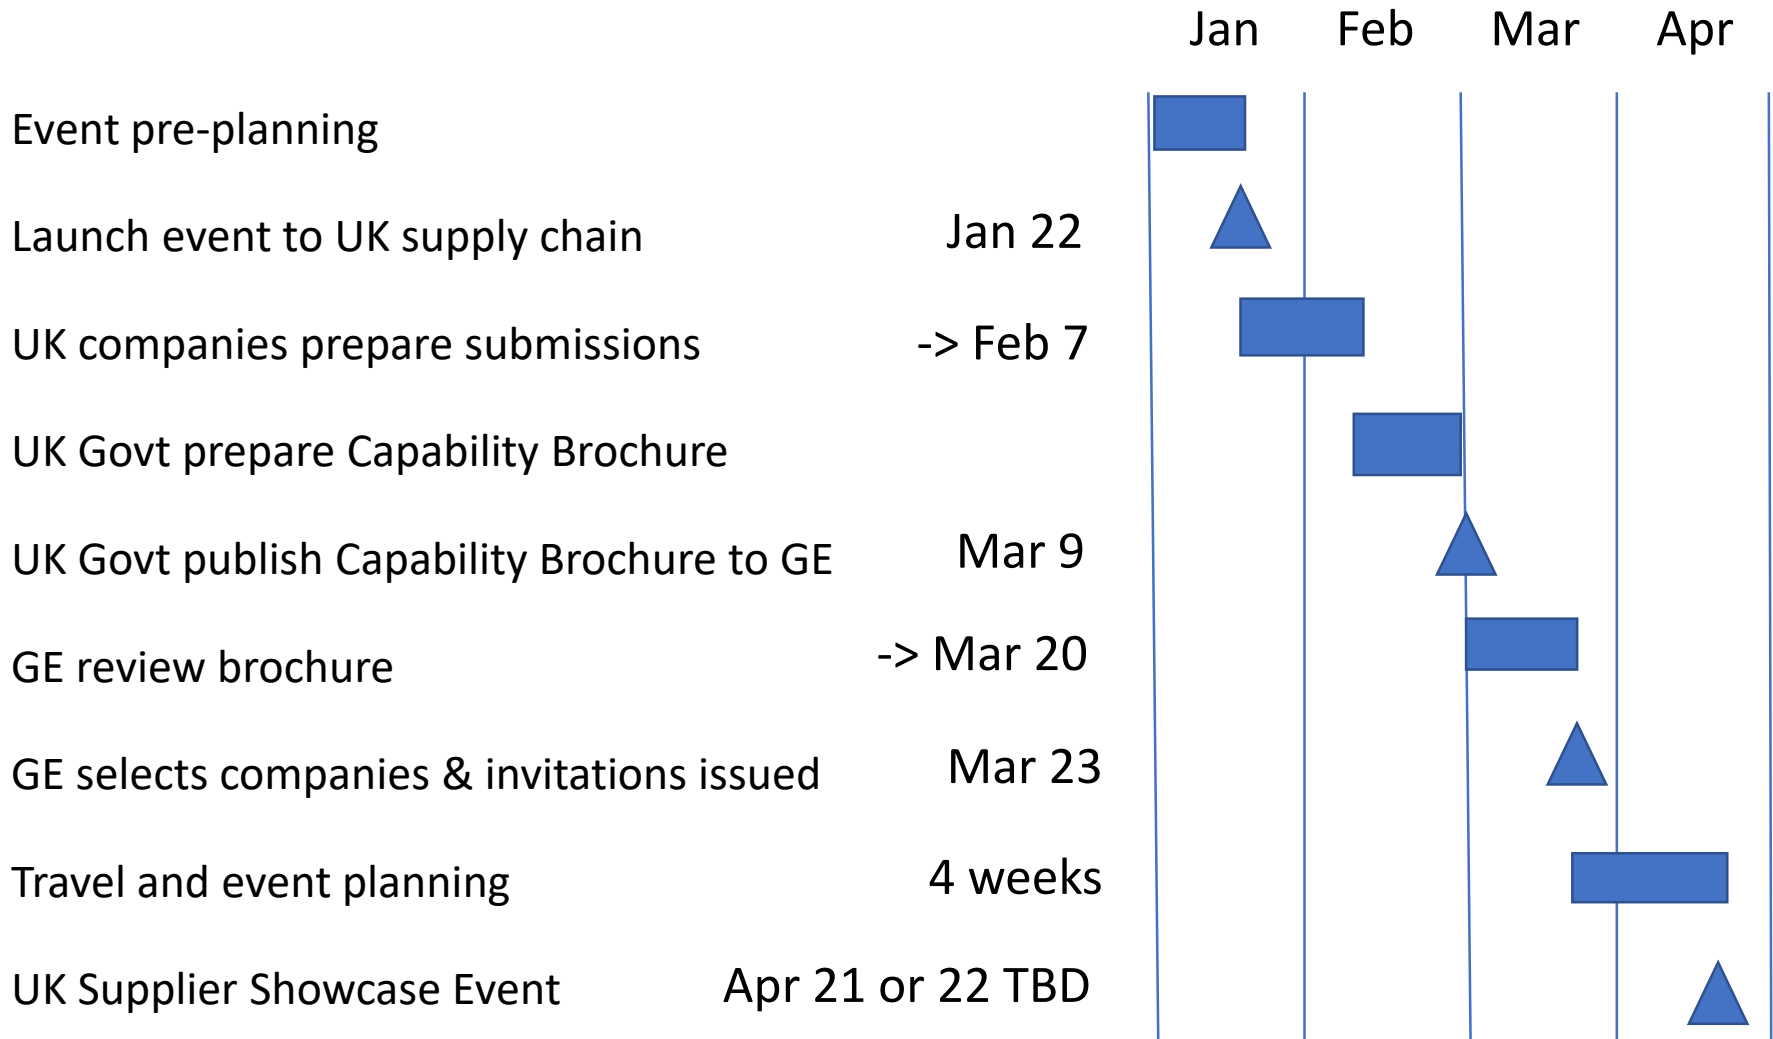 Jan Feb Mar Apr
Event pre-planning
Launch event to UK supply chain Jan 22
UK companies prepare submissions -> Feb 7
UK Govt prepare Capability Brochure
UK Govt publish Capability Brochure to GE Mar 9
GE review brochure -> Mar 20
GE selects companies & invitations issued Mar 23
Travel and event planning 4 weeks
UK Supplier Showcase Event Apr 21 or 22 TBD